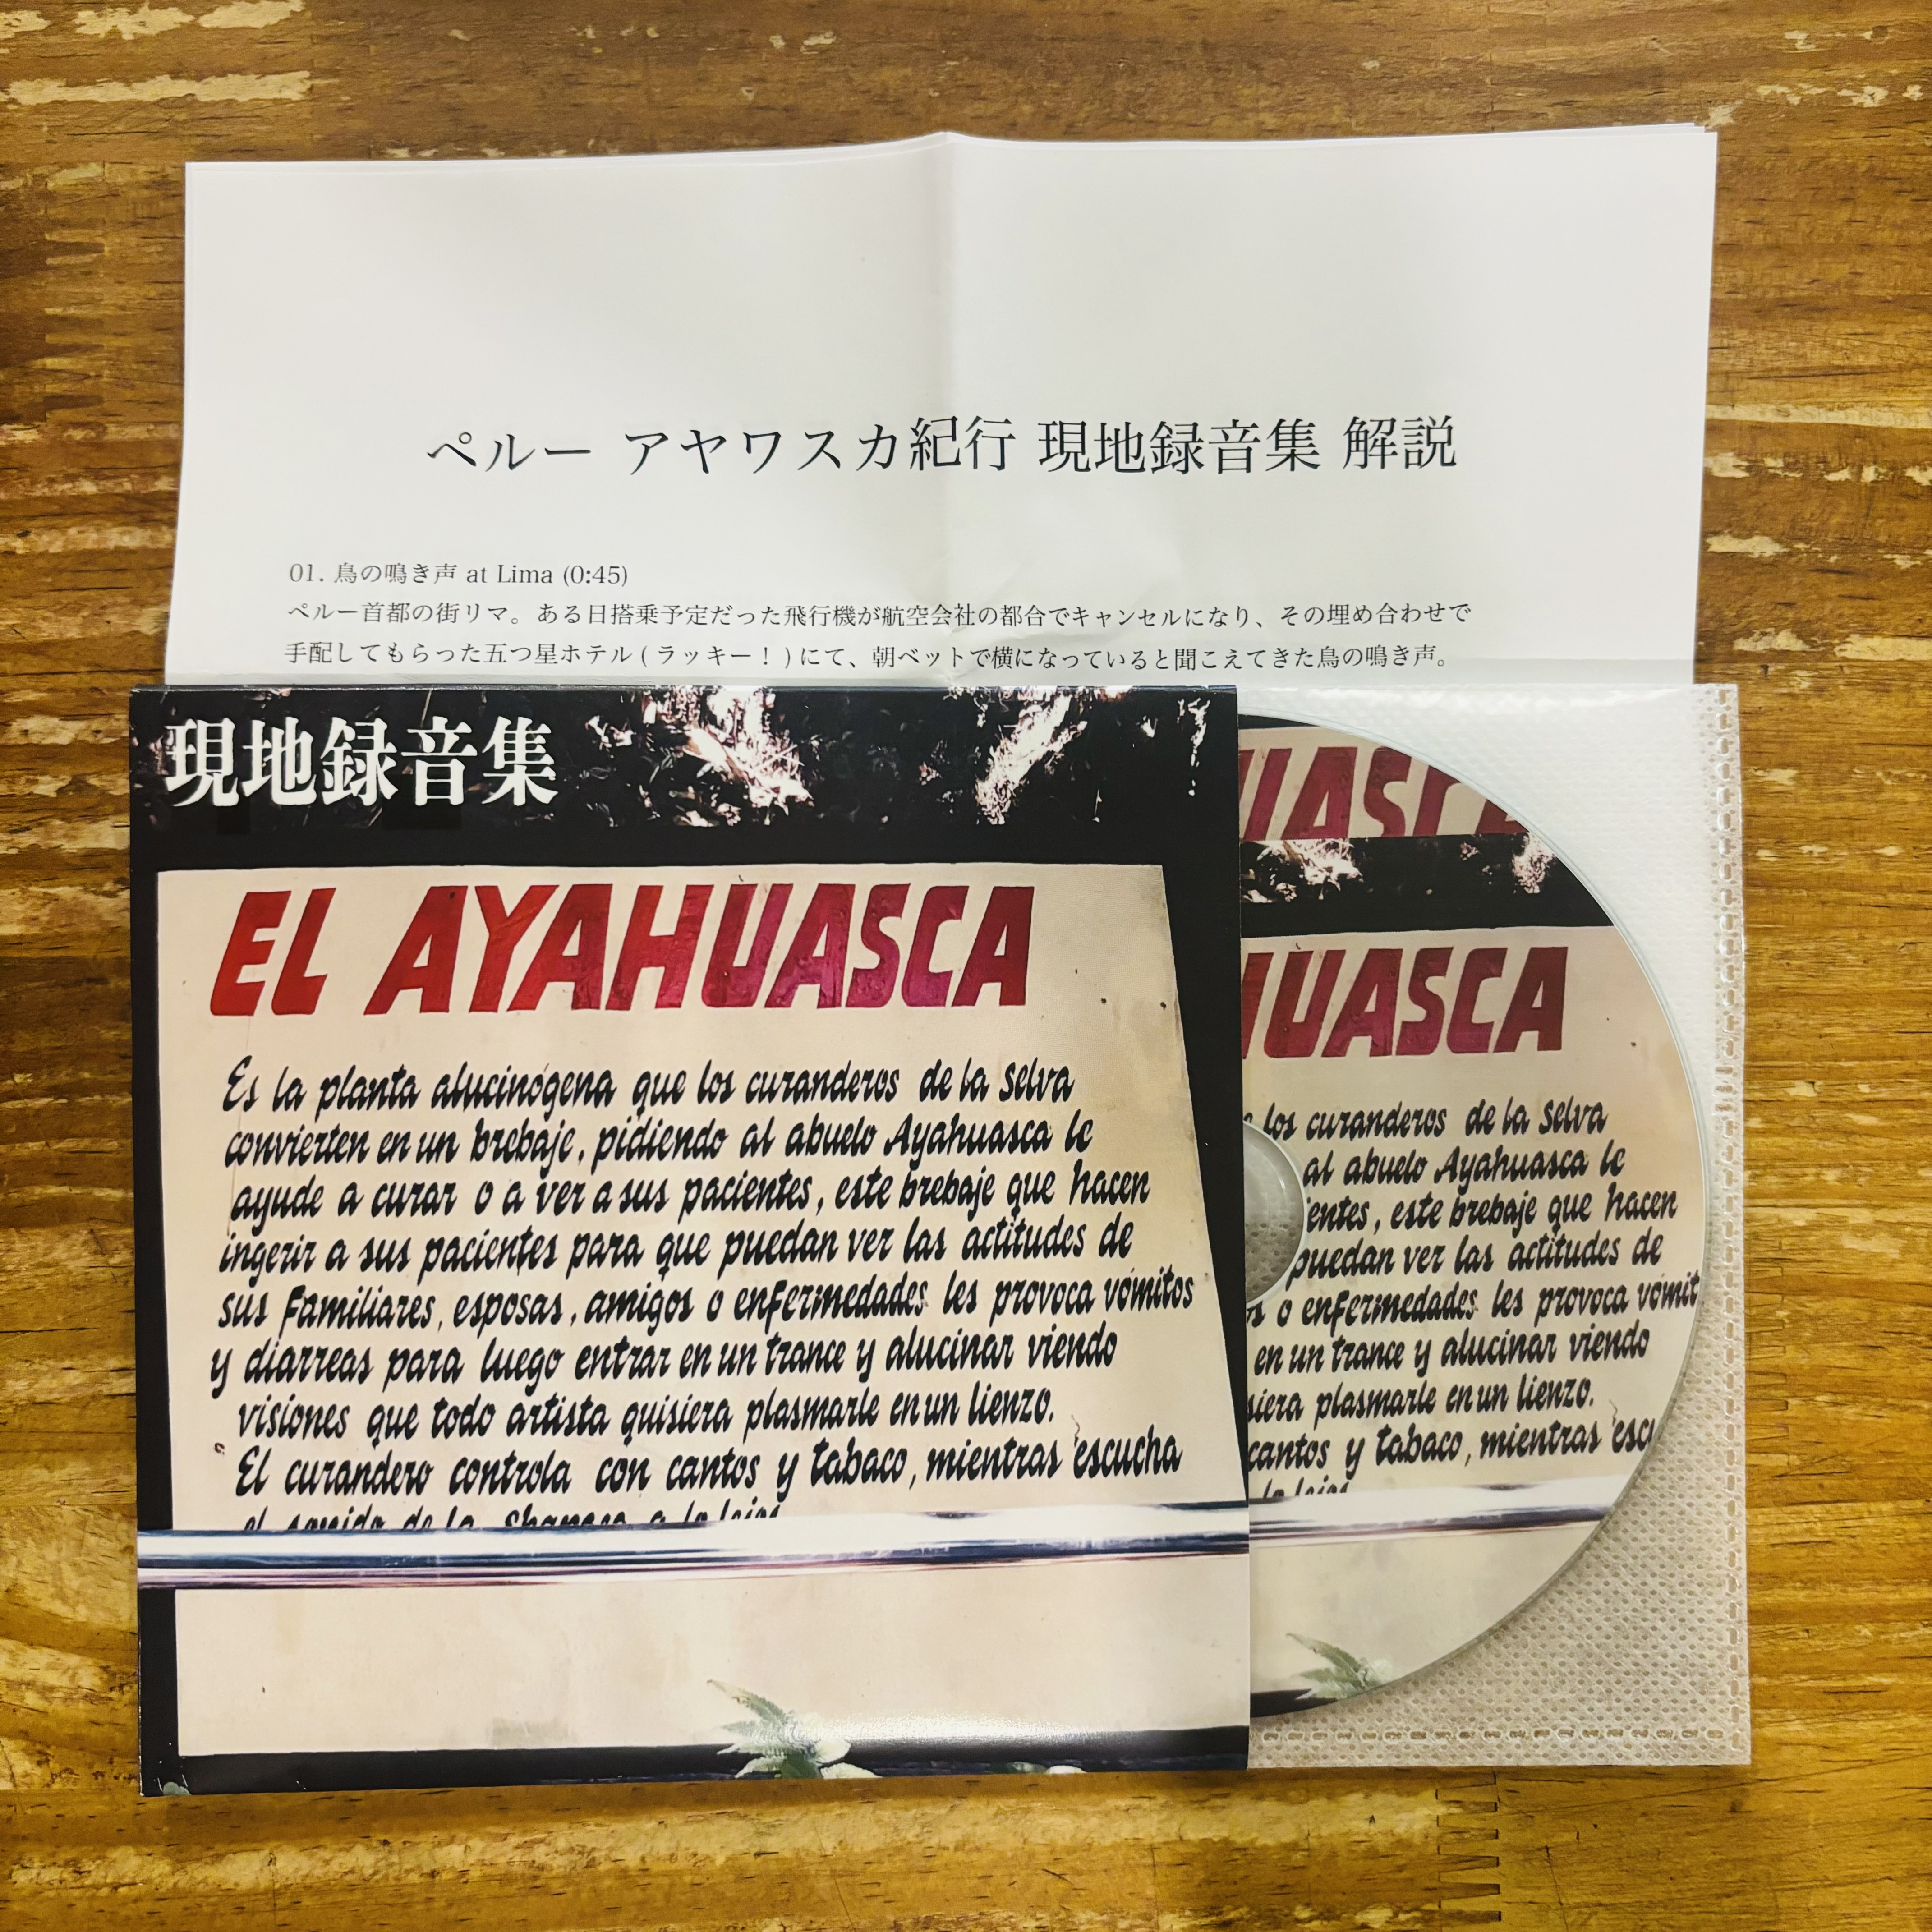 ペルー アヤワスカ紀行 現地録音集 解説
01. 鳥の鳴き声 at Lima (0:45)
ペルー首都の街リマ。ある日搭乗予定だった飛行機が航空会社の都合でキャンセルになり、その埋め合わせで
手配してもらった五つ星ホテル ( ラッキー！ ) にて、朝ベットで横になっていると聞こえてきた鳥の鳴き声。
現地録音集
EL AYAHUASCA
Es la planta alucinógena que los curanderos de la selva
convierten en un brebaje, pidiendo al abuelo Ayahuasca le
ayude a curar o a ver a sus pacientes, este brebaje que hacen
ingerir a sus pacientes para que puedan ver las actitudes de
sus familiares, esposas, amigos o enfermedades les provoca vómitos
y diarreas para luego entrar en un trance y alucinar viendo
visiones que todo artista quisiera plasmarle en un lienzo.
El curandero controla con cantos y tabaco, mientras escucha
el sonido de la a lo lejos
UASCA
HUASCA
los curanderos de la selva
al abuelo Ayahuasca le
ientes, este brebaje que hacen
puedan ver las actitudes de
s o enfermedades les provoca vómit
en un trance y alucinar viendo
siera plasmarle en un lienzo.
cantos y tabaco, mientras escu
lo lejos